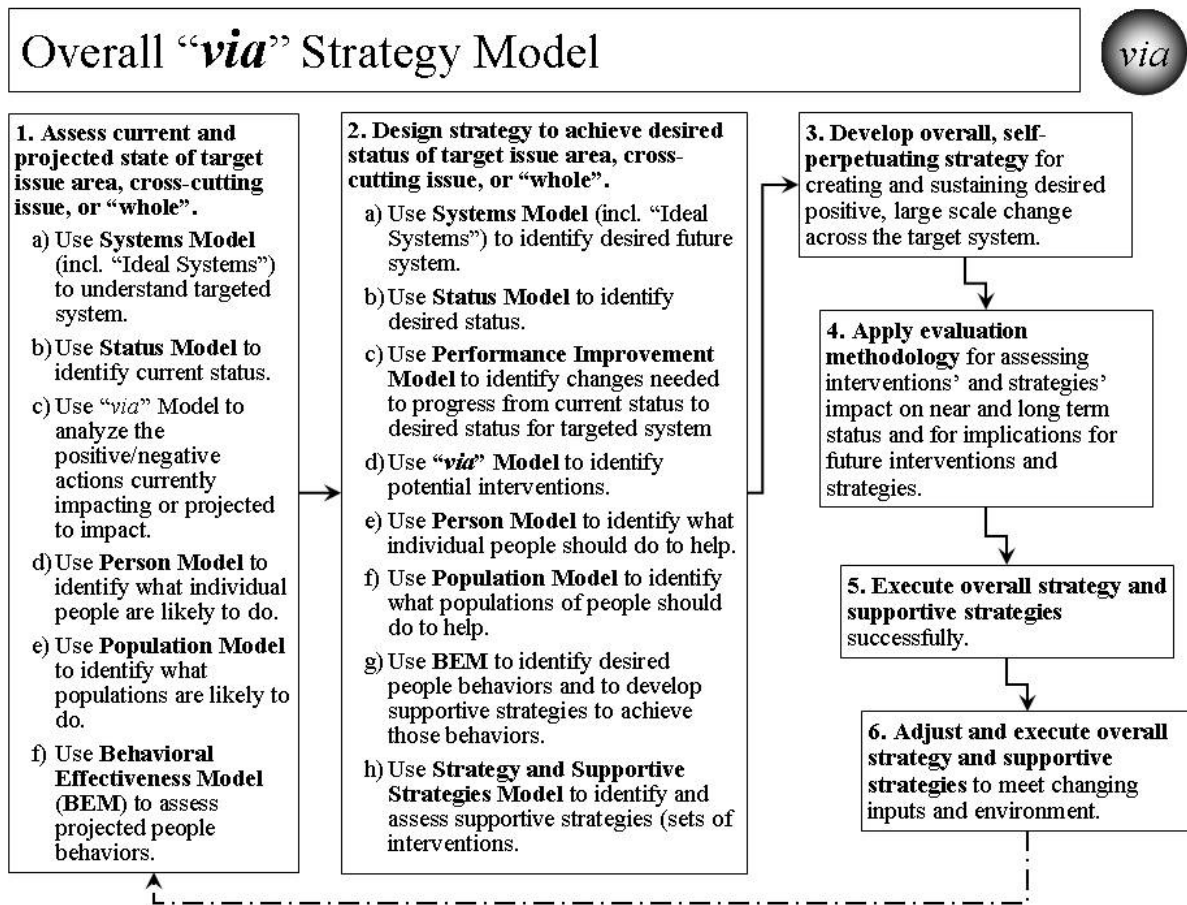 Overall “via” Strategy Model
via
1. Assess current and
projected state of target
issue area, cross-cutting
issue, or “whole”.
a) Use Systems Model
(incl. “Ideal Systems”)
to understand targeted
system.
b) Use Status Model to
identify current status.
c) Use “via” Model to
analyze the
positive/negative
actions currently
impacting or projected
to impact.
d) Use Person Model to
identify what individual
people are likely to do.
e) Use Population Model
to identify what
populations are likely to
do.
f) Use Behavioral
Effectiveness Model
(BEM) to assess
projected people
behaviors.
2. Design strategy to achieve desired
status of target issue area, cross-
cutting issue, or “whole”.
a) Use Systems Model (incl. “Ideal
Systems”) to identify desired future
system.
b) Use Status Model to identify
desired status.
c) Use Performance Improvement
Model to identify changes needed
to progress from current status to
desired status for targeted system
d) Use “via” Model to identify
potential interventions.
e) Use Person Model to identify what
individual people should do to help.
f) Use Population Model to identify
what populations of people should
do to help.
g) Use BEM to identify desired
people behaviors and to develop
supportive strategies to achieve
those behaviors.
h) Use Strategy and Supportive
Strategies Model to identify and
assess supportive strategies (sets of
interventions.
3. Develop overall, self-
perpetuating strategy for
creating and sustaining desired
positive, large scale change
across the target system.
4. Apply evaluation
methodology for assessing
interventions’ and strategies’
impact on near and long term
status and for implications for
future interventions and
strategies.
5. Execute overall strategy and
supportive strategies
successfully.
6. Adjust and execute overall
strategy and supportive
strategies to meet changing
inputs and environment.